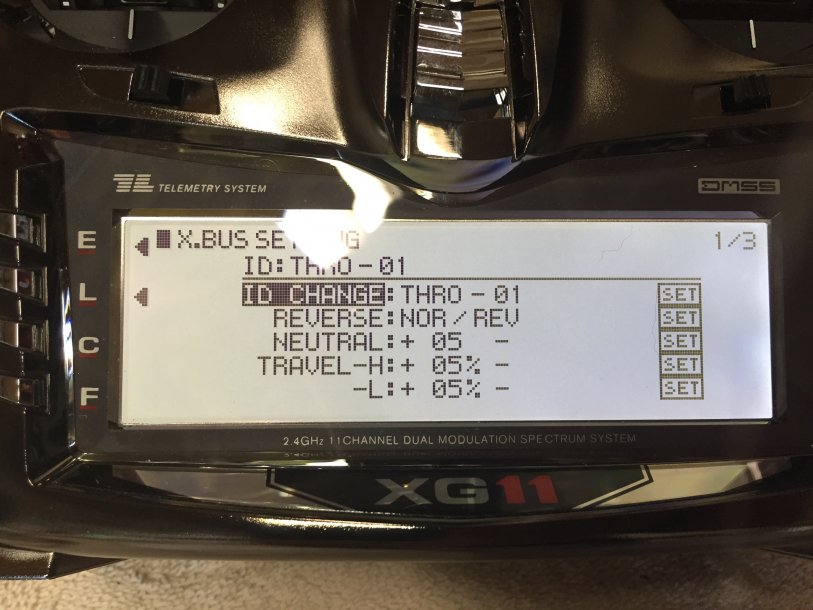 TELEMETRY SYSTEM
DMSS
E
L
C
F
X.BUS SETTING 1/3
ID:THRO-01
ID CHANGE:THRO-01 SET
REVERSE:NOR/REV SET
NEUTRAL:+ 05 - SET
TRAVEL-H:+ 05% - SET
-L:+ 05% - SET
2.4GHz 11CHANNEL DUAL MODULATION SPECTRUM SYSTEM
XG11